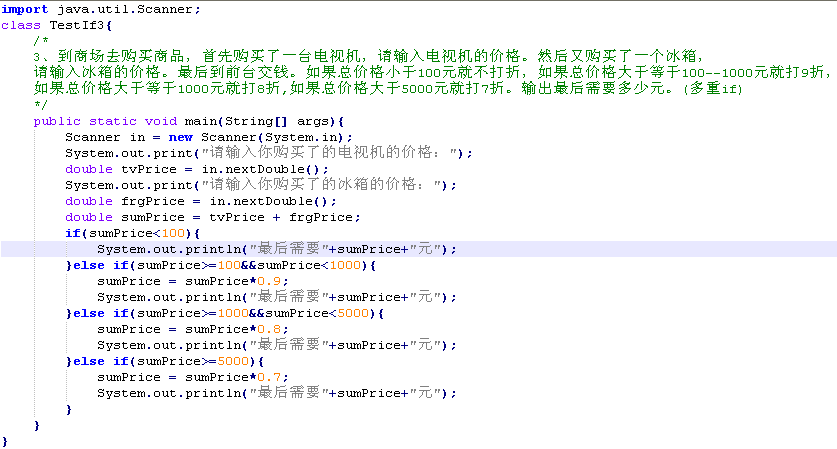 import java.util.Scanner;
class TestIf3{
/*
3、到商场去购买商品，首先购买了一台电视机，请输入电视机的价格。然后又购买了一个冰箱，
请输入冰箱的价格。最后到前台交钱。如果总价格小于100元就不打折，如果总价格大于等于100--1000元就打9折，
如果总价格大于等于1000元就打8折,如果总价格大于5000元就打7折。输出最后需要多少元。(多重if)
*/
public static void main(String[] args){
Scanner in = new Scanner(System.in);
System.out.print("请输入你购买了的电视机的价格：");
double tvPrice = in.nextDouble();
System.out.print("请输入你购买了的冰箱的价格：");
double frgPrice = in.nextDouble();
double sumPrice = tvPrice + frgPrice;
if(sumPrice<100){
System.out.println("最后需要"+sumPrice+"元");
}else if(sumPrice>=100&&sumPrice<1000){
sumPrice = sumPrice*0.9;
System.out.println("最后需要"+sumPrice+"元");
}else if(sumPrice>=1000&&sumPrice<5000){
sumPrice = sumPrice*0.8;
System.out.println("最后需要"+sumPrice+"元");
}else if(sumPrice>=5000){
sumPrice = sumPrice*0.7;
System.out.println("最后需要"+sumPrice+"元");
}
}
}